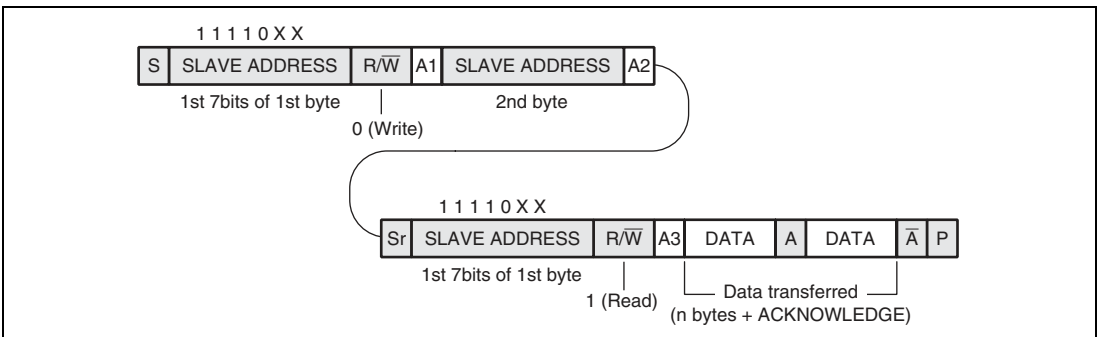 1 1 1 1 0 X X
S SLAVE ADDRESS R/W̅ A1 SLAVE ADDRESS A2
1st 7bits of 1st byte 2nd byte
0 (Write)
1 1 1 1 0 X X
Sr SLAVE ADDRESS R/W̅ A3 DATA A DATA A̅ P
1st 7bits of 1st byte
1 (Read) Data transferred
(n bytes + ACKNOWLEDGE)